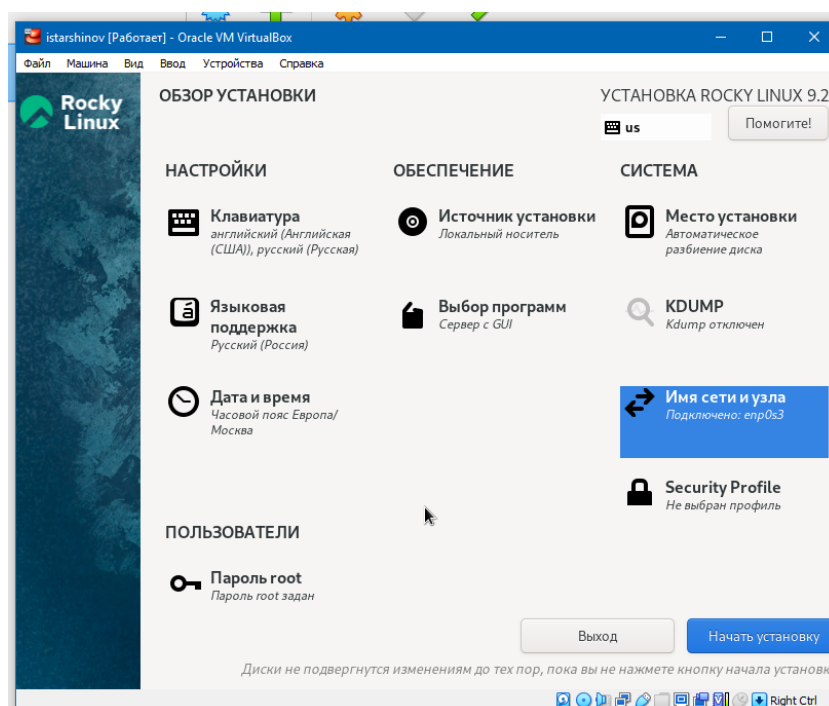 istarshinov [Работает] - Oracle VM VirtualBox
Файл Машина Вид Ввод Устройства Справка
Rocky
Linux
ОБЗОР УСТАНОВКИ
УСТАНОВКА ROCKY LINUX 9.2
us
Помогите!
НАСТРОЙКИ
Клавиатура
английский (Английская
(США)), русский (Русская)
Языковая
поддержка
Русский (Россия)
Дата и время
Часовой пояс Европа/
Москва
ОБЕСПЕЧЕНИЕ
Источник установки
Локальный носитель
Выбор программ
Сервер с GUI
СИСТЕМА
Место установки
Автоматическое
разбиение диска
KDUMP
Kdump отключен
Имя сети и узла
Подключено: enp0s3
Security Profile
Не выбран профиль
ПОЛЬЗОВАТЕЛИ
Пароль root
Пароль root задан
Выход
Начать установку
Диски не подвергнутся изменениям до тех пор, пока вы не нажмете кнопку начала установк
Right Ctrl